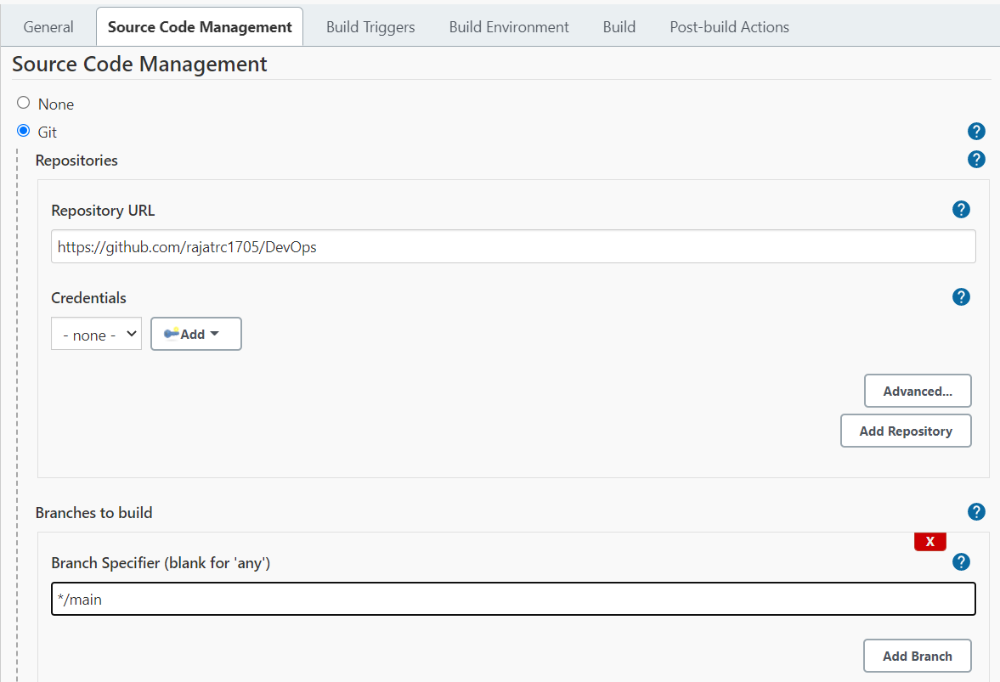 General Source Code Management Build Triggers Build Environment Build Post-build Actions
Source Code Management
None
Git
?
Repositories
?
Repository URL
?
https://github.com/rajatrc1705/DevOps
Credentials
?
- none -
Add
Advanced...
Add Repository
Branches to build
?
X
Branch Specifier (blank for 'any')
?
*/main
Add Branch